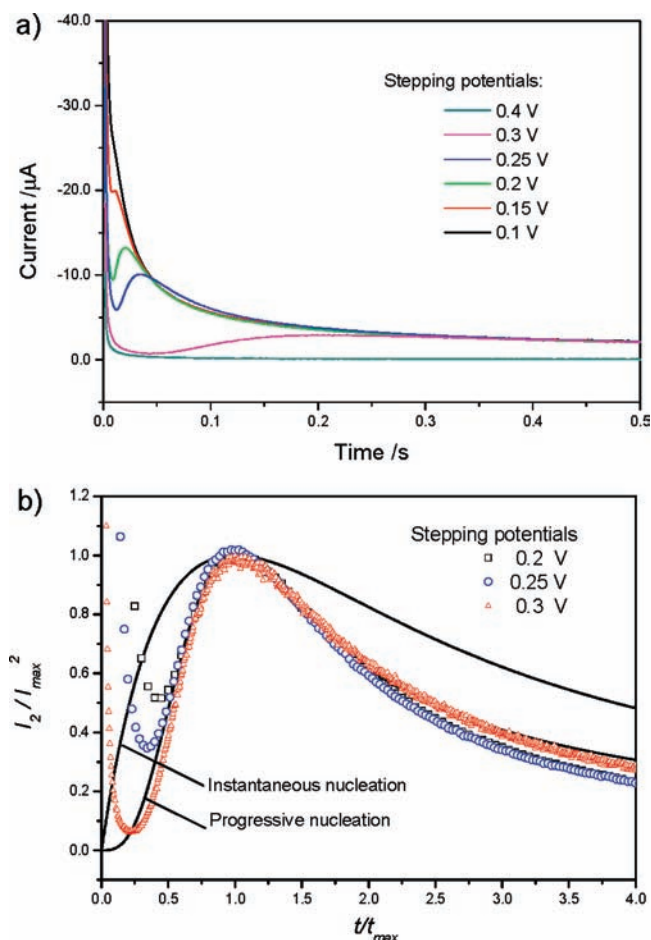 a)
-40.0
-30.0
-20.0
-10.0
0.0
Current /µA
Stepping potentials:
0.4 V
0.3 V
0.25 V
0.2 V
0.15 V
0.1 V
0.0 0.1 0.2 0.3 0.4 0.5
Time /s
b)
1.2
1.0
0.8
0.6
0.4
0.2
0.0
I_2 / I_max^2
Stepping potentials
0.2 V
0.25 V
0.3 V
Instantaneous nucleation
Progressive nucleation
0.0 0.5 1.0 1.5 2.0 2.5 3.0 3.5 4.0
t/t_max